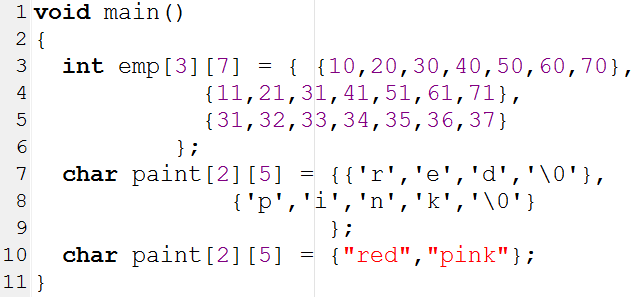 1 void main()
2 {
3 int emp[3][7] = { {10,20,30,40,50,60,70},
4 {11,21,31,41,51,61,71},
5 {31,32,33,34,35,36,37}
6 };
7 char paint[2][5] = {{'r','e','d','\0'},
8 {'p','i','n','k','\0'}
9 };
10 char paint[2][5] = {"red","pink"};
11 }